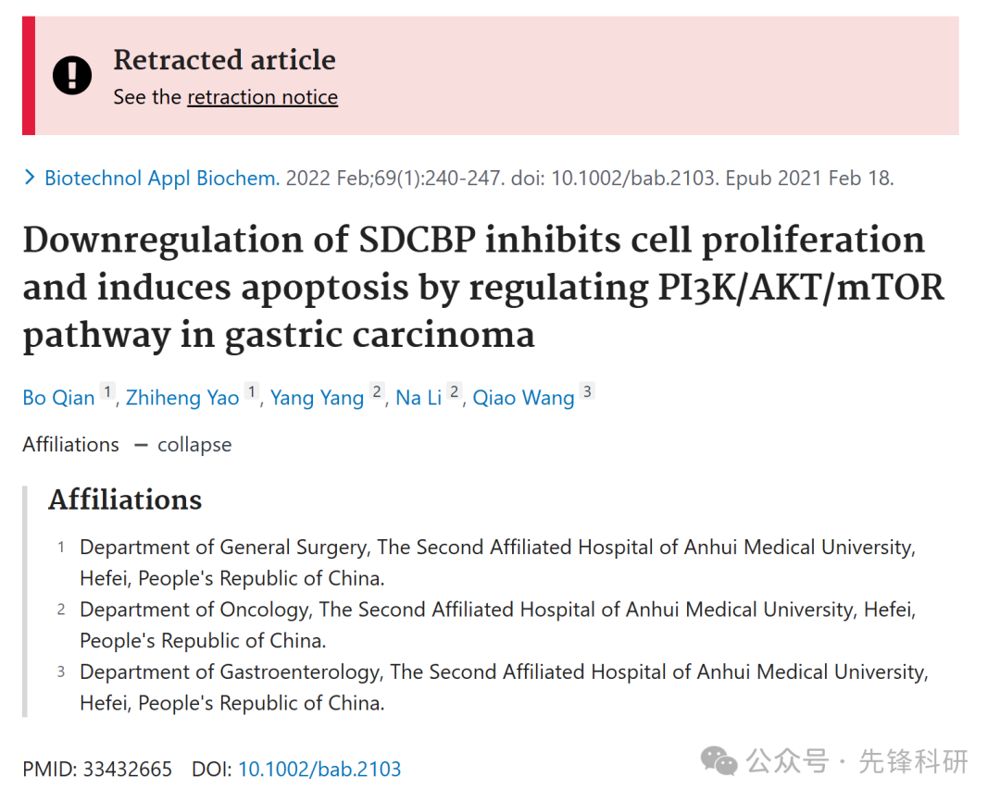 Retracted article
See the retraction notice
> Biotechnol Appl Biochem. 2022 Feb;69(1):240-247. doi: 10.1002/bab.2103. Epub 2021 Feb 18.
Downregulation of SDCBP inhibits cell proliferation
and induces apoptosis by regulating PI3K/AKT/mTOR
pathway in gastric carcinoma
Bo Qian 1, Zhiheng Yao 1, Yang Yang 2, Na Li 2, Qiao Wang 3
Affiliations — collapse
Affiliations
1 Department of General Surgery, The Second Affiliated Hospital of Anhui Medical University,
Hefei, People's Republic of China.
2 Department of Oncology, The Second Affiliated Hospital of Anhui Medical University, Hefei,
People's Republic of China.
3 Department of Gastroenterology, The Second Affiliated Hospital of Anhui Medical University,
Hefei, People's Republic of China.
PMID: 33432665 DOI: 10.1002/bab.2103
公众号 · 先锋科研